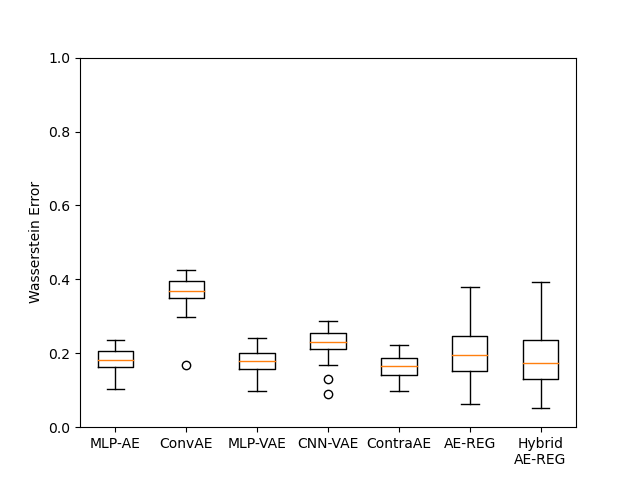 1.0
0.8
0.6
0.4
0.2
0.0
Wasserstein Error
MLP-AE ConvAE MLP-VAE CNN-VAE ContraAE AE-REG Hybrid
AE-REG